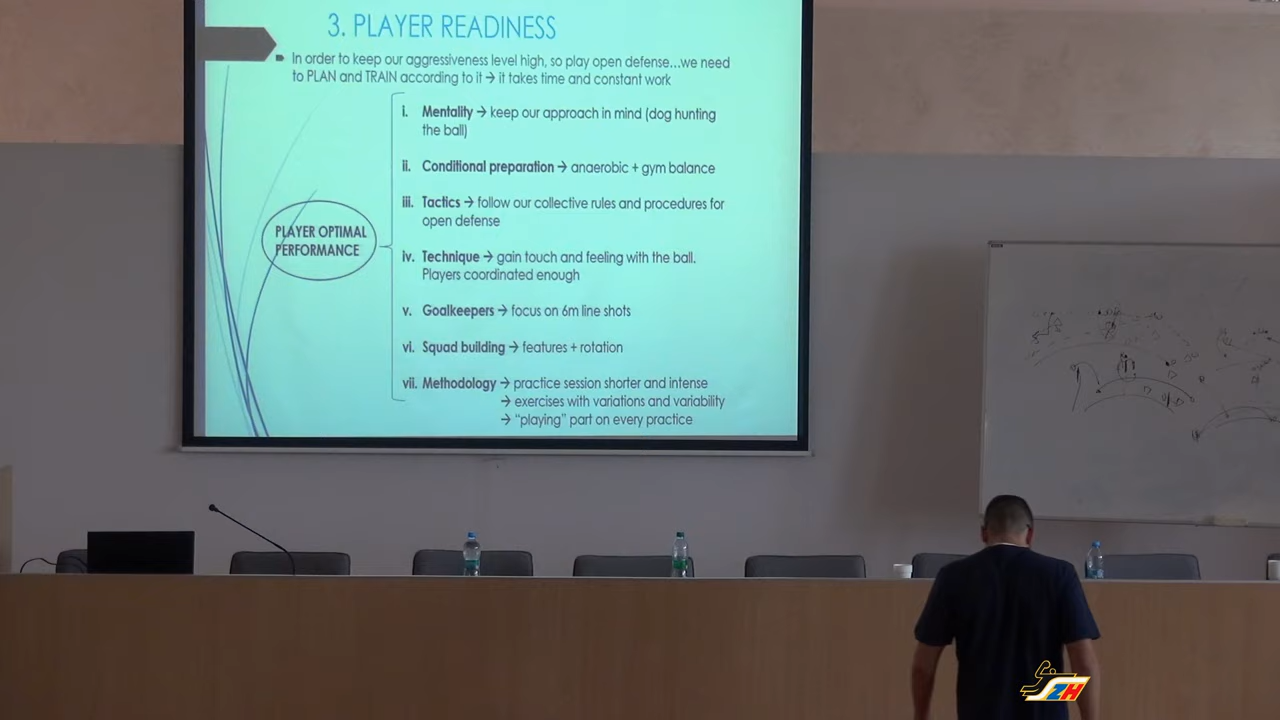 3. PLAYER READINESS
In order to keep our aggressiveness level high, so play open defense...we need
to PLAN and TRAIN according to it → it takes time and constant work
i. Mentality → keep our approach in mind (dog hunting
the ball)
ii. Conditional preparation → anaerobic + gym balance
iii. Tactics → follow our collective rules and procedures for
open defense
PLAYER OPTIMAL
PERFORMANCE
iv. Technique → gain touch and feeling with the ball.
Players coordinated enough
v. Goalkeepers → focus on 6m line shots
vi. Squad building → features + rotation
vii. Methodology → practice session shorter and intense
→ exercises with variations and variability
→ "playing" part on every practice
ZH